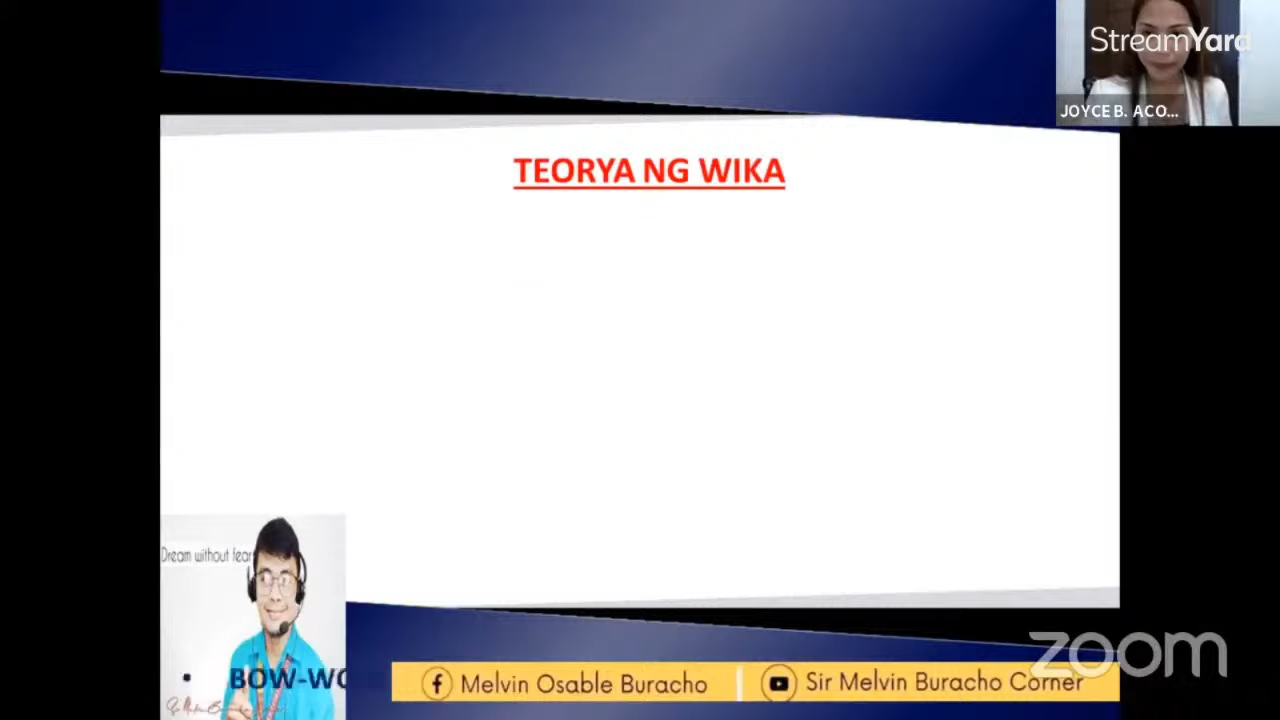 StreamYard
JOYCE B. ACO...
TEORYA NG WIKA
Dream without fear
• BOW-WO
Melvin Osable Buracho
Sir Melvin Buracho Corner
zoom